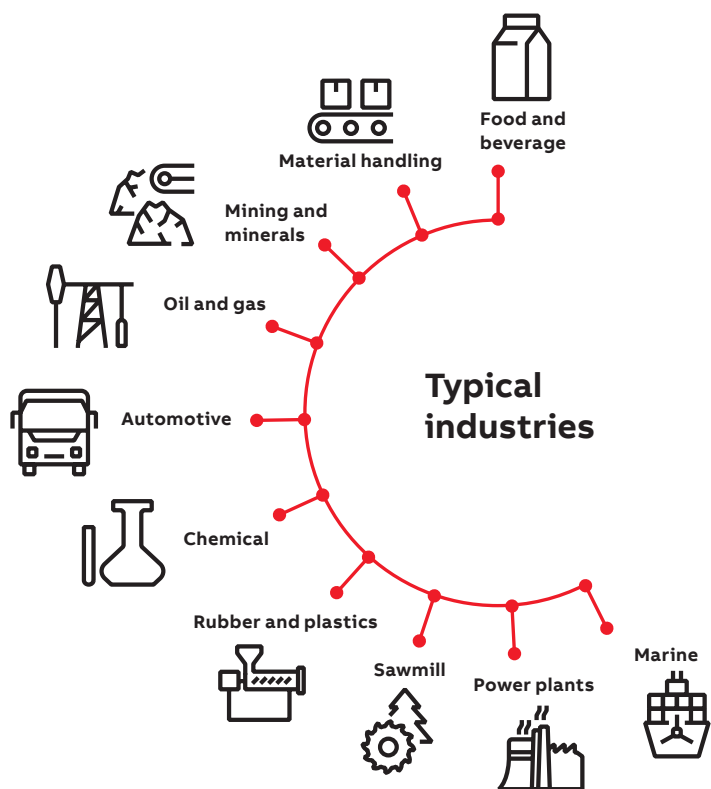 Food and
beverage
Material handling
Mining and
minerals
Oil and gas
Typical
industries
Automotive
Chemical
Rubber and plastics
Sawmill
Power plants
Marine